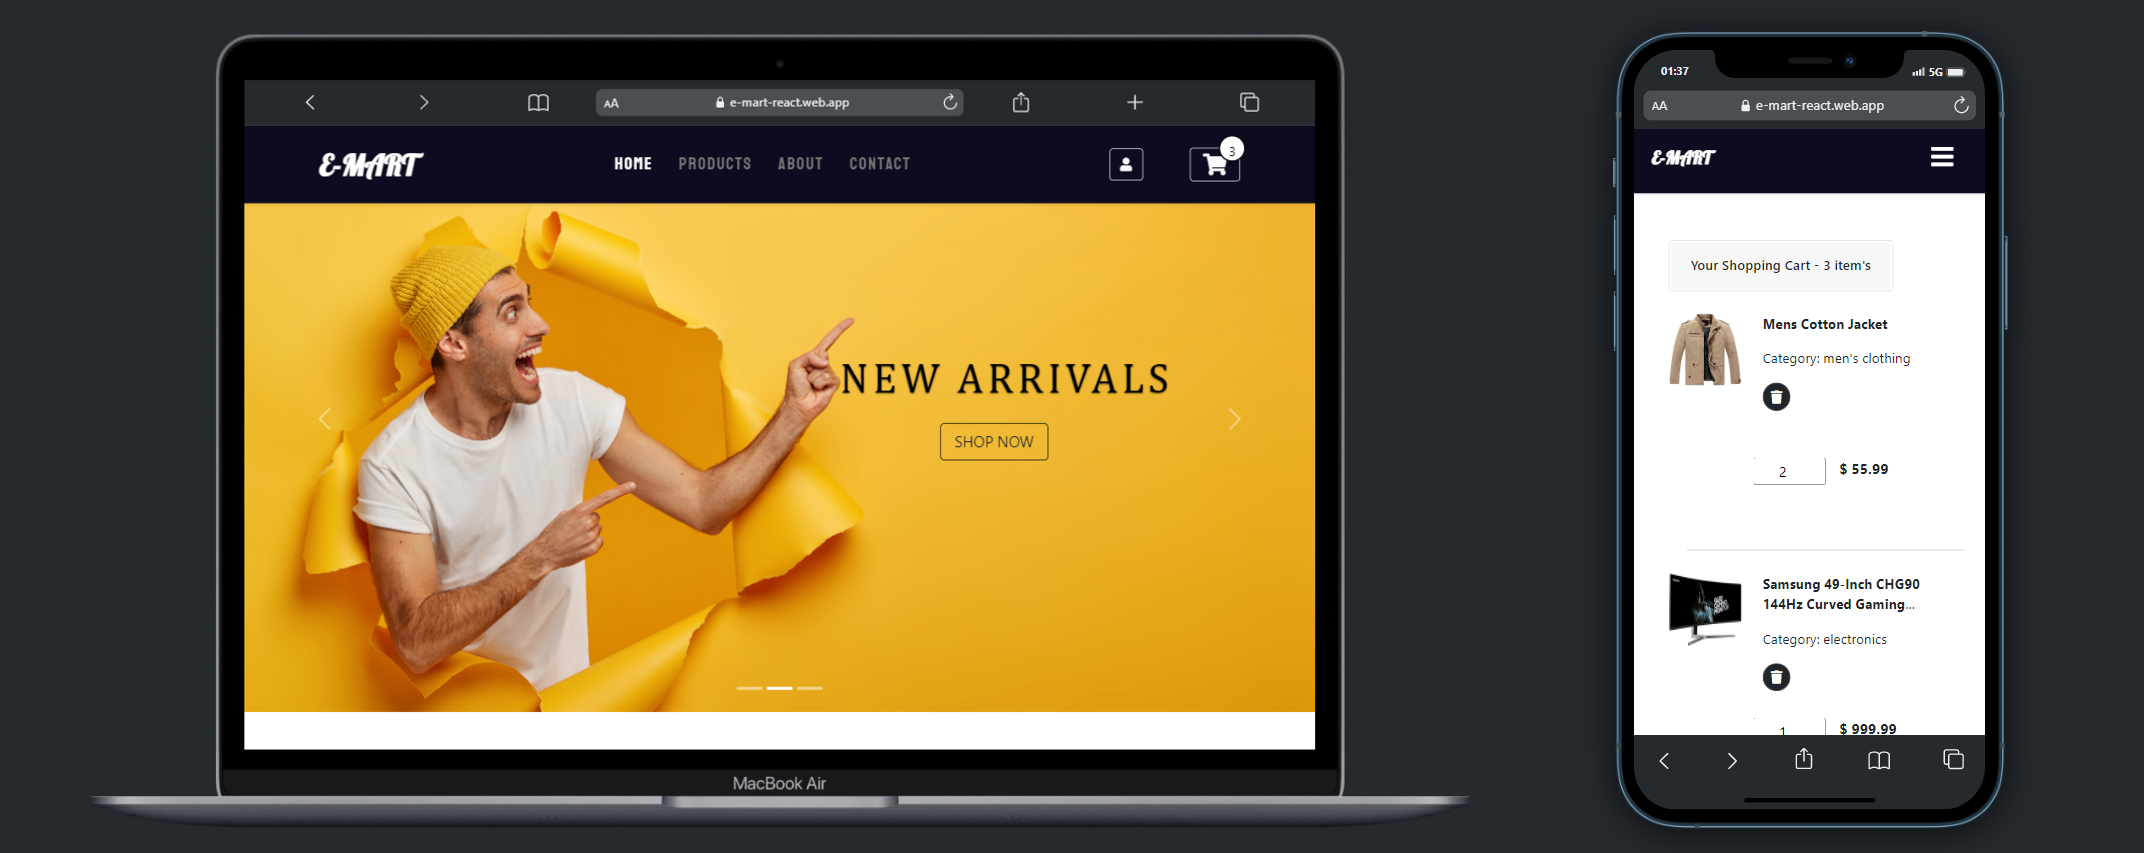 AA
e-mart-react.web.app
E-MART
HOME
PRODUCTS
ABOUT
CONTACT
3
NEW ARRIVALS
SHOP NOW
MacBook Air
01:37
5G
AA
e-mart-react.web.app
E-MART
Your Shopping Cart - 3 item's
Mens Cotton Jacket
Category: men's clothing
2
$ 55.99
Samsung 49-Inch CHG90
144Hz Curved Gaming...
Category: electronics
1
$ 999.99